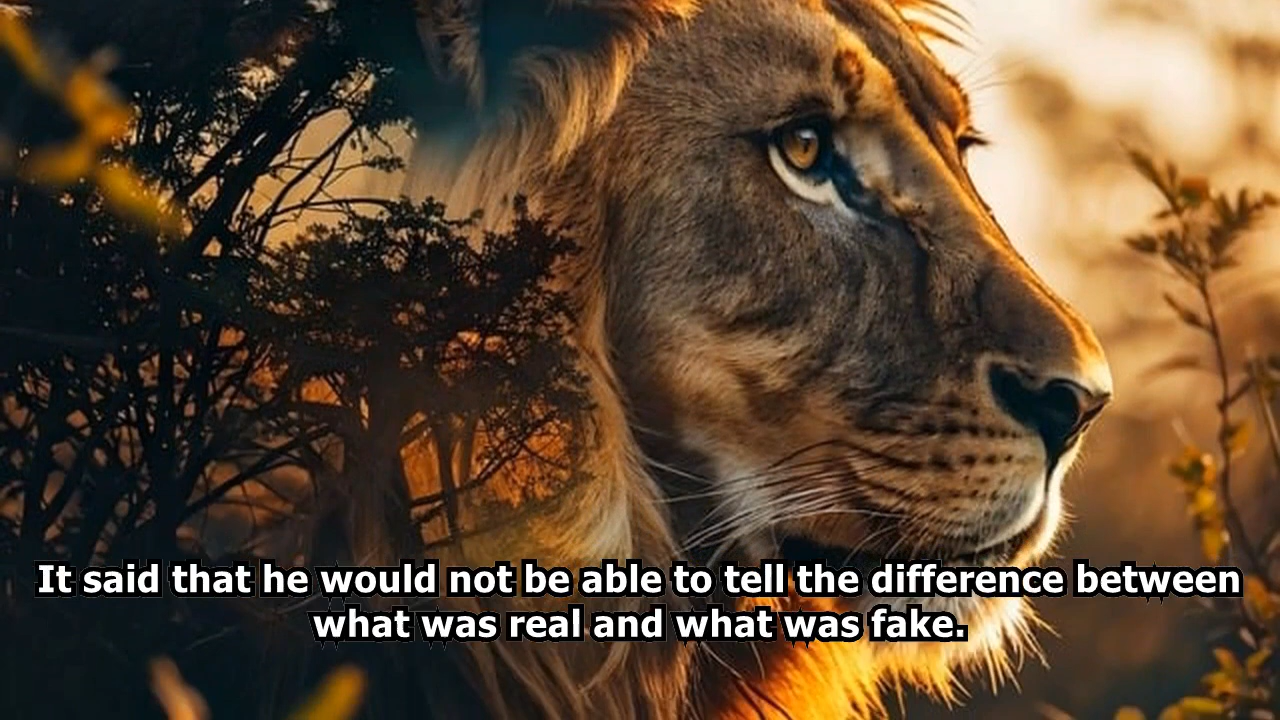 It said that he would not be able to tell the difference between
what was real and what was fake.